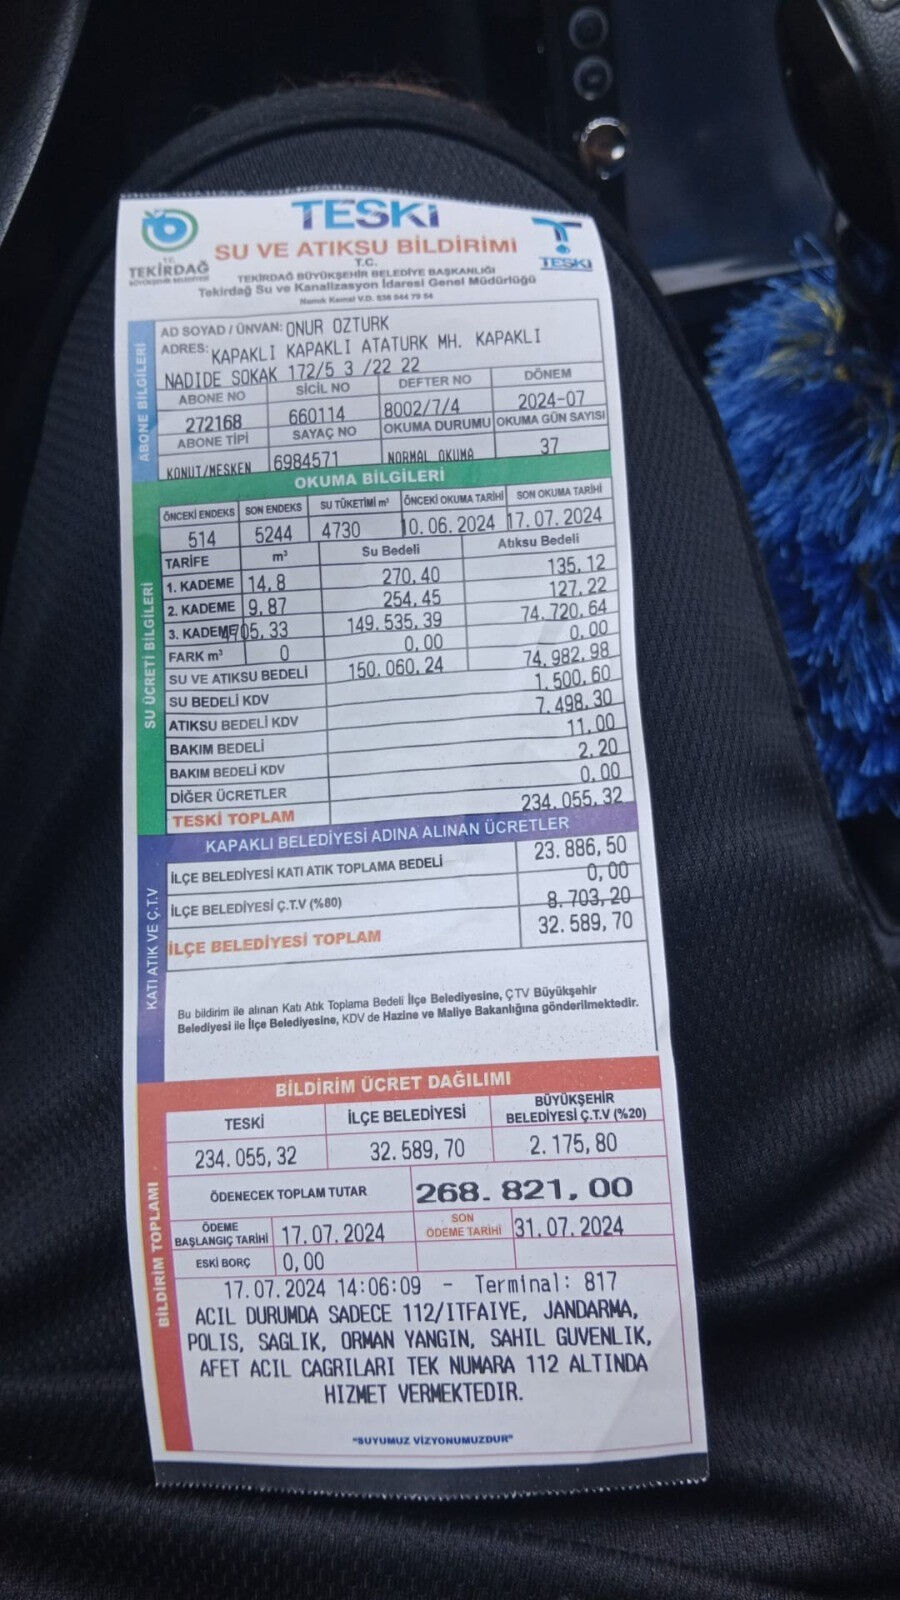 TESKİ
SU VE ATIKSU BİLDİRİMİ
T.C.
TEKİRDAĞ BÜYÜKŞEHİR BELEDİYE BAŞKANLIĞI
Tekirdağ Su ve Kanalizasyon İdaresi Genel Müdürlüğü
Namık Kemal V.D. 838 044 79 54
T.C.
TEKİRDAĞ
BÜYÜKŞEHİR BELEDİYESİ
TESKİ
ABONE BİLGİLERİ
AD SOYAD / ÜNVAN: ONUR OZTURK
ADRES: KAPAKLI KAPAKLI ATATURK MH. KAPAKLI
NADIDE SOKAK 172/5 3 /22 22
ABONE NO SİCİL NO DEFTER NO DÖNEM
272168 660114 8002/7/4 2024-07
ABONE TİPİ SAYAÇ NO OKUMA DURUMU OKUMA GÜN SAYISI
KONUT/MESKEN 6984571 NORMAL OKUMA 37
OKUMA BİLGİLERİ
ÖNCEKİ ENDEKS SON ENDEKS SU TÜKETİMİ m³ ÖNCEKİ OKUMA TARİHİ SON OKUMA TARİHİ
514 5244 4730 10.06.2024 17.07.2024
SU ÜCRETİ BİLGİLERİ
TARİFE m³ Su Bedeli Atıksu Bedeli
1. KADEME 14,8 270,40 135,12
2. KADEME 9,87 254,45 127,22
3. KADEME 4705,33 149.535,39 74.720,64
FARK m³ 0 0,00 0,00
SU VE ATIKSU BEDELİ 150.060,24 74.982,98
SU BEDELİ KDV 1.500,60
ATIKSU BEDELİ KDV 7.498,30
BAKIM BEDELİ 11,00
BAKIM BEDELİ KDV 2,20
DİĞER ÜCRETLER 0,00
TESKİ TOPLAM 234.055,32
KAPAKLI BELEDİYESİ ADINA ALINAN ÜCRETLER
KATI ATIK VE Ç.T.V
İLÇE BELEDİYESİ KATI ATIK TOPLAMA BEDELİ 23.886,50
0,00
İLÇE BELEDİYESİ Ç.T.V (%80) 8.703,20
İLÇE BELEDİYESİ TOPLAM 32.589,70
Bu bildirim ile alınan Katı Atık Toplama Bedeli İlçe Belediyesine, ÇTV Büyükşehir
Belediyesi ile İlçe Belediyesine, KDV de Hazine ve Maliye Bakanlığına gönderilmektedir.
BİLDİRİM ÜCRET DAĞILIMI
BİLDİRİM TOPLAMI
TESKİ İLÇE BELEDİYESİ BÜYÜKŞEHİR
BELEDİYESİ Ç.T.V (%20)
234.055,32 32.589,70 2.175,80
ÖDENECEK TOPLAM TUTAR 268.821,00
ÖDEME
BAŞLANGIÇ TARİHİ 17.07.2024 SON
ÖDEME TARİHİ 31.07.2024
ESKİ BORÇ 0,00
17.07.2024 14:06:09 - Terminal: 817
ACIL DURUMDA SADECE 112/ITFAIYE, JANDARMA,
POLIS, SAGLIK, ORMAN YANGIN, SAHIL GUVENLIK,
AFET ACIL CAGRILARI TEK NUMARA 112 ALTINDA
HIZMET VERMEKTEDIR.
"SUYUMUZ VİZYONUMUZDUR"